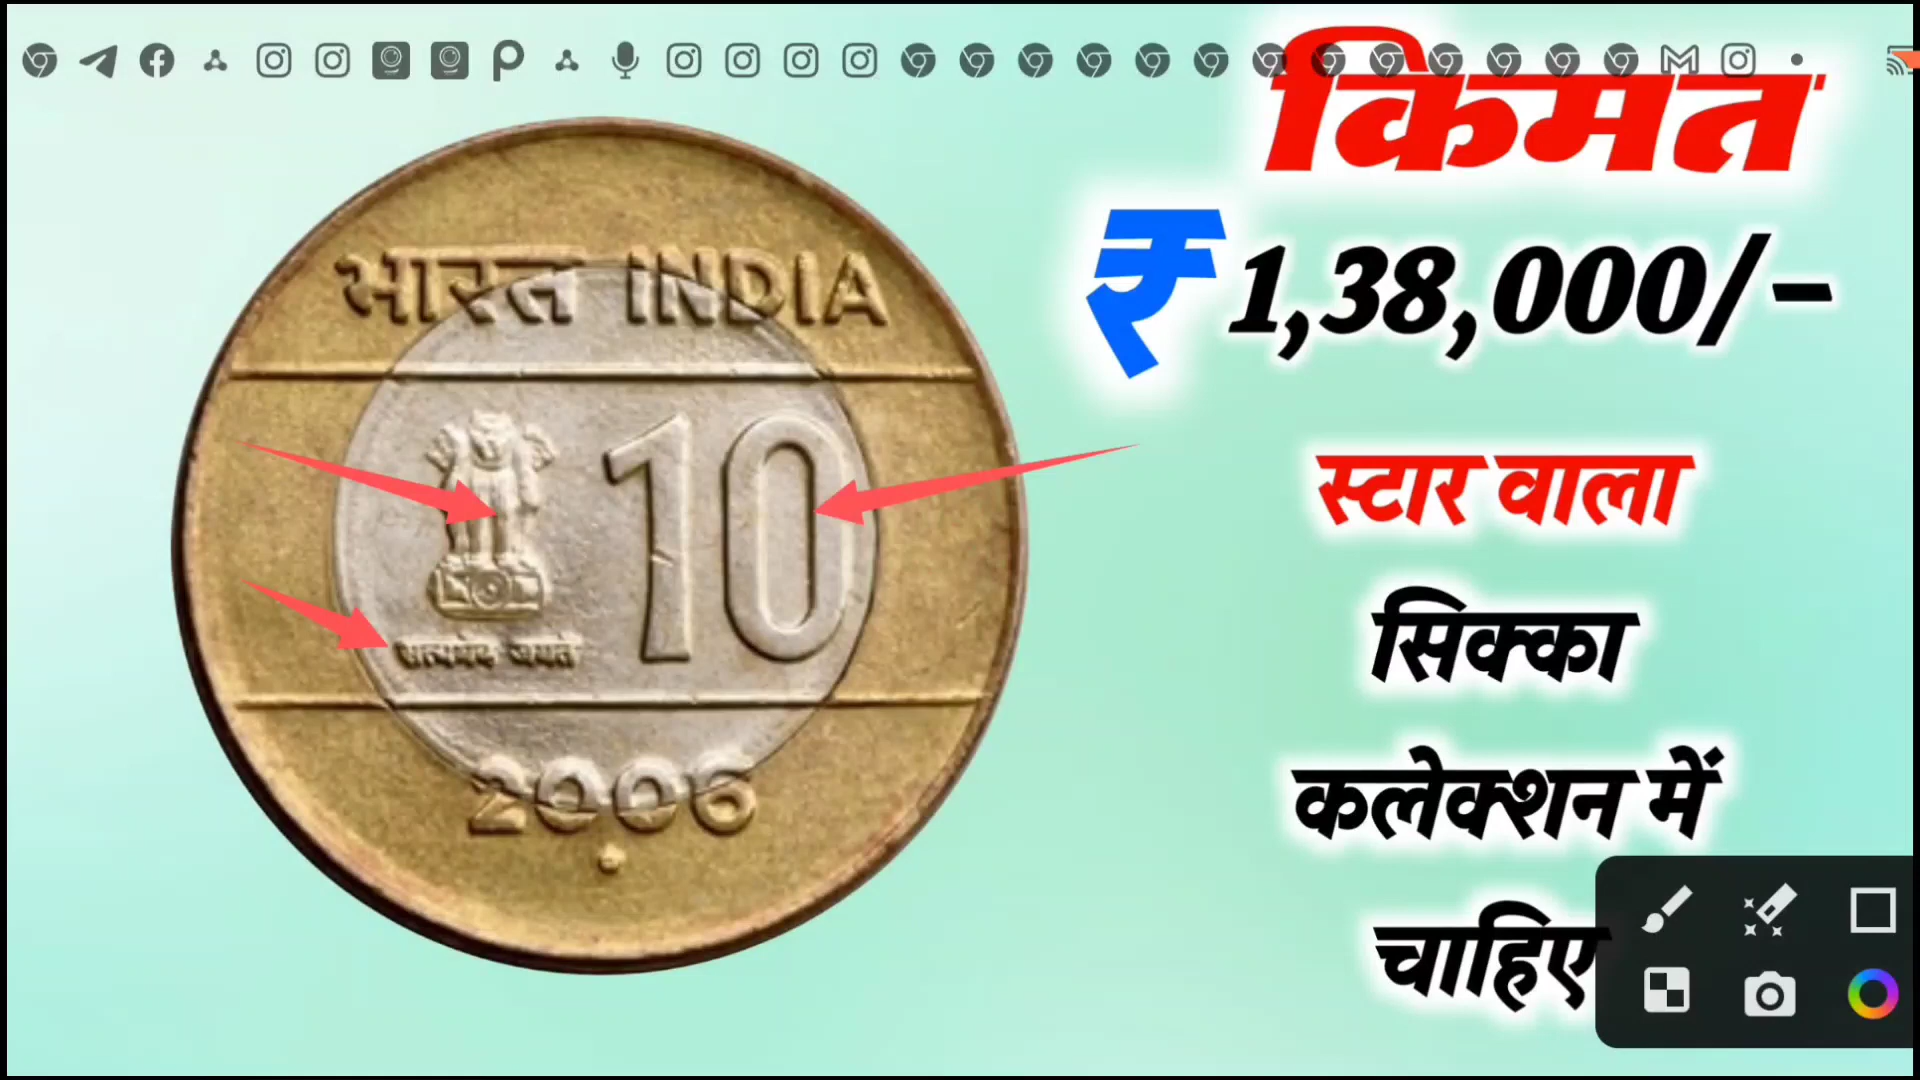 किमत
₹ 1,38,000/-
भारत INDIA
10
सत्यमेव जयते
2006
स्टार वाला
सिक्का
कलेक्शन में
चाहिए